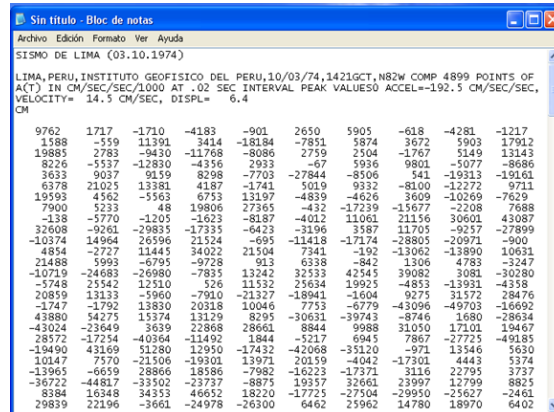 Sin título - Bloc de notas
Archivo Edición Formato Ver Ayuda
SISMO DE LIMA (03.10.1974)
LIMA,PERU,INSTITUTO GEOFISICO DEL PERU,10/03/74,1421GCT,N82W COMP 4899 POINTS OF
A(T) IN CM/SEC/SEC/1000 AT .02 SEC INTERVAL PEAK VALUES0 ACCEL=-192.5 CM/SEC/SEC,
VELOCITY= 14.5 CM/SEC, DISPL= 6.4
CM
9762 1717 -1710 -4183 -901 2650 5905 -618 -4281 -1217
1588 -559 11391 3414 -18184 -7851 5874 3672 5903 17912
19885 2783 -9430 -11768 -8086 2759 2504 -1767 5149 13143
8226 -5537 -12830 -4356 2933 -67 5936 9801 -5077 -8686
3633 9037 9159 8298 -7703 -27844 -8506 541 -19313 -19161
6378 21025 13381 4187 -1741 5019 9332 -8100 -12272 9711
19593 4562 -5563 6753 13197 -4839 -4626 3609 -10269 -7629
7900 5233 48 19806 27365 -432 -17239 -15677 -2208 7688
-138 -5770 -1205 -1623 -8187 -4012 11061 21156 30601 43087
32608 -9261 -29835 -17335 -6423 -3196 3587 11705 -9257 -27899
-10374 14964 26596 21524 -695 -11418 -17174 -28805 -20971 -900
4854 -2727 11445 34022 21504 7341 -192 -13062 -13890 10631
21488 5993 -6795 -9728 913 6338 -842 1306 4783 -3247
-10719 -24683 -26980 -7835 13242 32533 42545 39082 3081 -30280
-5748 25542 12510 526 11532 25634 19925 -4853 -13931 -4358
20859 13133 -5960 -7910 -21327 -18941 -1604 9275 31572 28476
-1747 -1792 13830 20318 10046 7753 -6779 -43096 -49703 -16692
43880 54275 15374 13129 8295 -30631 -39743 -8746 1680 -28634
-43024 -23649 3639 22868 28661 8844 9988 31050 17101 19467
28572 -17254 -40364 -11492 1844 -5217 6945 7867 -27725 -49185
-19490 43169 51280 12950 -17432 -42068 -35120 -971 13546 5630
10147 7570 -21506 -19301 13971 20159 -4042 -17301 4443 5374
-13965 -6659 28866 18586 -7982 -16223 -17371 3116 22795 3737
-36722 -44817 -33502 -23737 -8875 19357 32661 23997 12799 8825
8384 16348 34353 46652 18220 -17725 -27504 -29950 -25627 -2461
29839 22196 -3661 -24978 -26300 6462 25962 14780 18970 6402